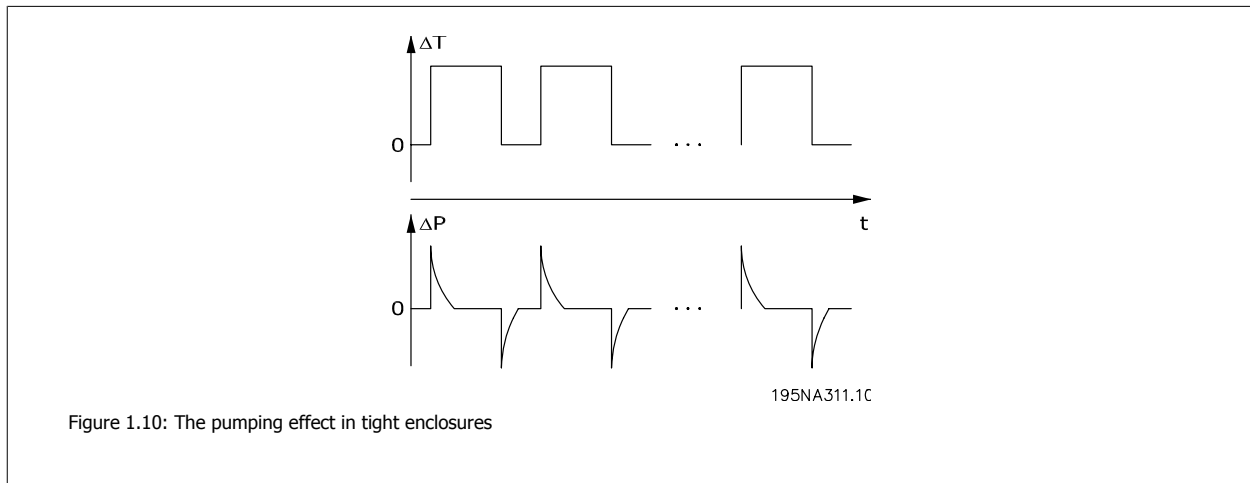 ΔT
0
. . .
t
ΔP
0
. . .
195NA311.10
Figure 1.10: The pumping effect in tight enclosures